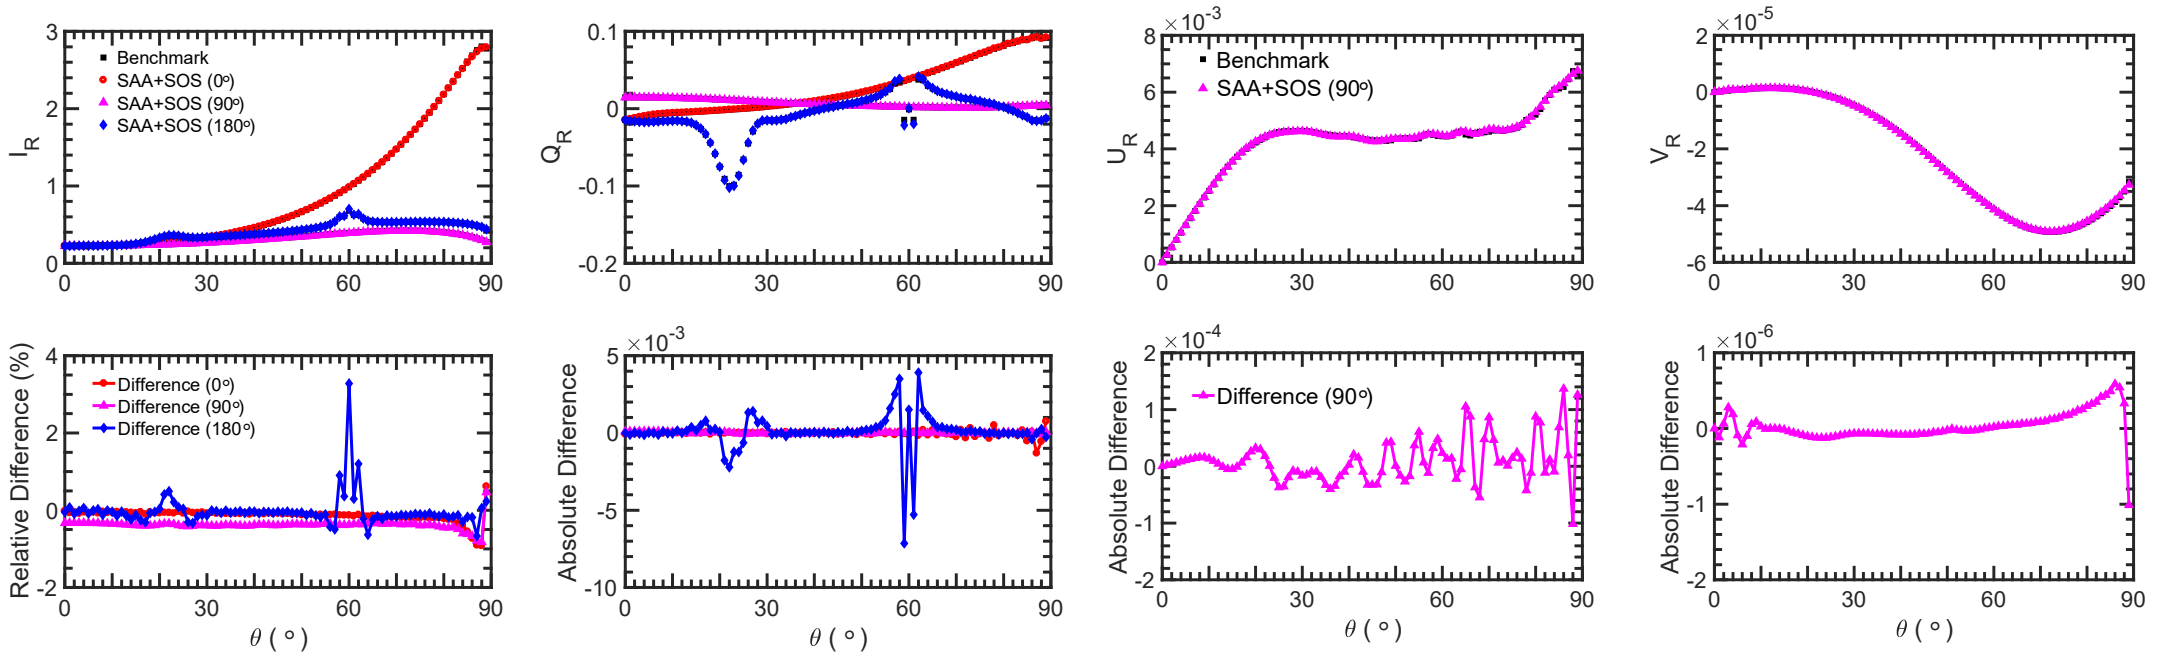 3
2
1
0
0 30 60 90
I_R
Benchmark
SAA+SOS (0°)
SAA+SOS (90°)
SAA+SOS (180°)
0.1
0
-0.1
-0.2
0 30 60 90
Q_R
×10^-3
8
6
4
2
0
0 30 60 90
U_R
Benchmark
SAA+SOS (90°)
×10^-5
2
0
-2
-4
-6
0 30 60 90
V_R
4
2
0
-2
0 30 60 90
Relative Difference (%)
θ ( ° )
Difference (0°)
Difference (90°)
Difference (180°)
×10^-3
5
0
-5
-10
0 30 60 90
Absolute Difference
θ ( ° )
×10^-4
2
1
0
-1
-2
0 30 60 90
Absolute Difference
θ ( ° )
Difference (90°)
×10^-6
1
0
-1
-2
0 30 60 90
Absolute Difference
θ ( ° )